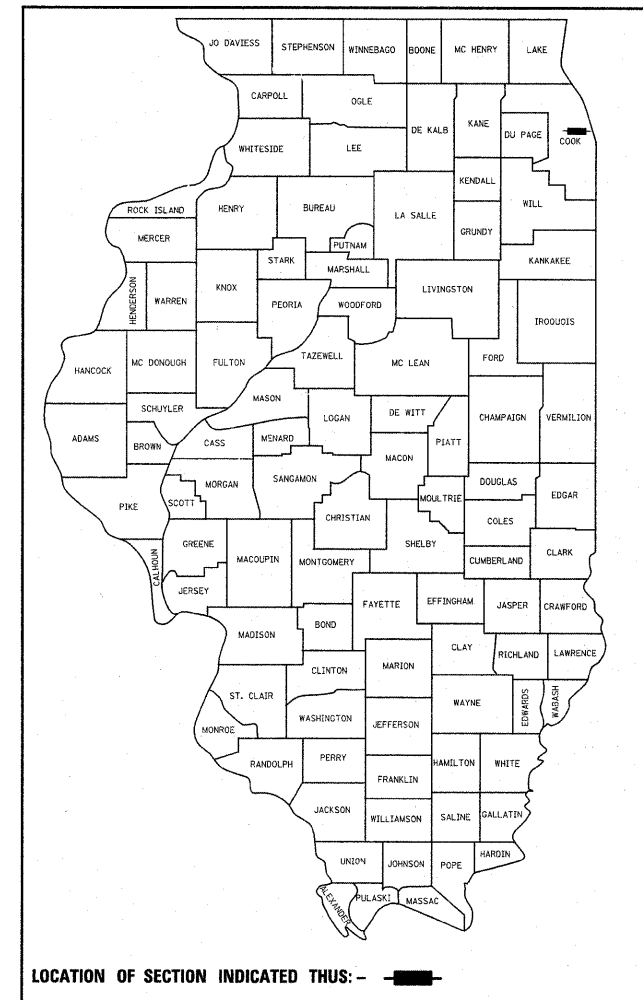 JO DAVIESS
STEPHENSON
WINNEBAGO
BOONE
MC HENRY
LAKE
CARPOLL
OGLE
DE KALB
KANE
DU PAGE
COOK
WHITESIDE
LEE
KENDALL
WILL
ROCK ISLAND
HENRY
BUREAU
LA SALLE
GRUNDY
MERCER
PUTNAM
KANKAKEE
STARK
MARSHALL
HENDERSON
WARREN
KNOX
PEORIA
WOODFORD
LIVINGSTON
IROQUOIS
HANCOCK
MC DONOUGH
FULTON
TAZEWELL
MC LEAN
FORD
MASON
SCHUYLER
LOGAN
DE WITT
CHAMPAIGN
VERMILION
ADAMS
BROWN
CASS
MENARD
MACON
PIATT
MORGAN
SANGAMON
DOUGLAS
EDGAR
PIKE
SCOTT
MOULTRIE
CHRISTIAN
COLES
GREENE
MACOUPIN
MONTGOMERY
SHELBY
CUMBERLAND
CLARK
CALHOUN
JERSEY
FAYETTE
EFFINGHAM
JASPER
CRAWFORD
MADISON
BOND
CLAY
RICHLAND
LAWRENCE
CLINTON
MARION
ST. CLAIR
WAYNE
EDWARDS
WABASH
WASHINGTON
JEFFERSON
MONROE
RANDOLPH
PERRY
HAMILTON
WHITE
FRANKLIN
JACKSON
WILLIAMSON
SALINE
GALLATIN
UNION
JOHNSON
POPE
HARDIN
ALEXANDER
PULASKI
MASSAC
LOCATION OF SECTION INDICATED THUS: -